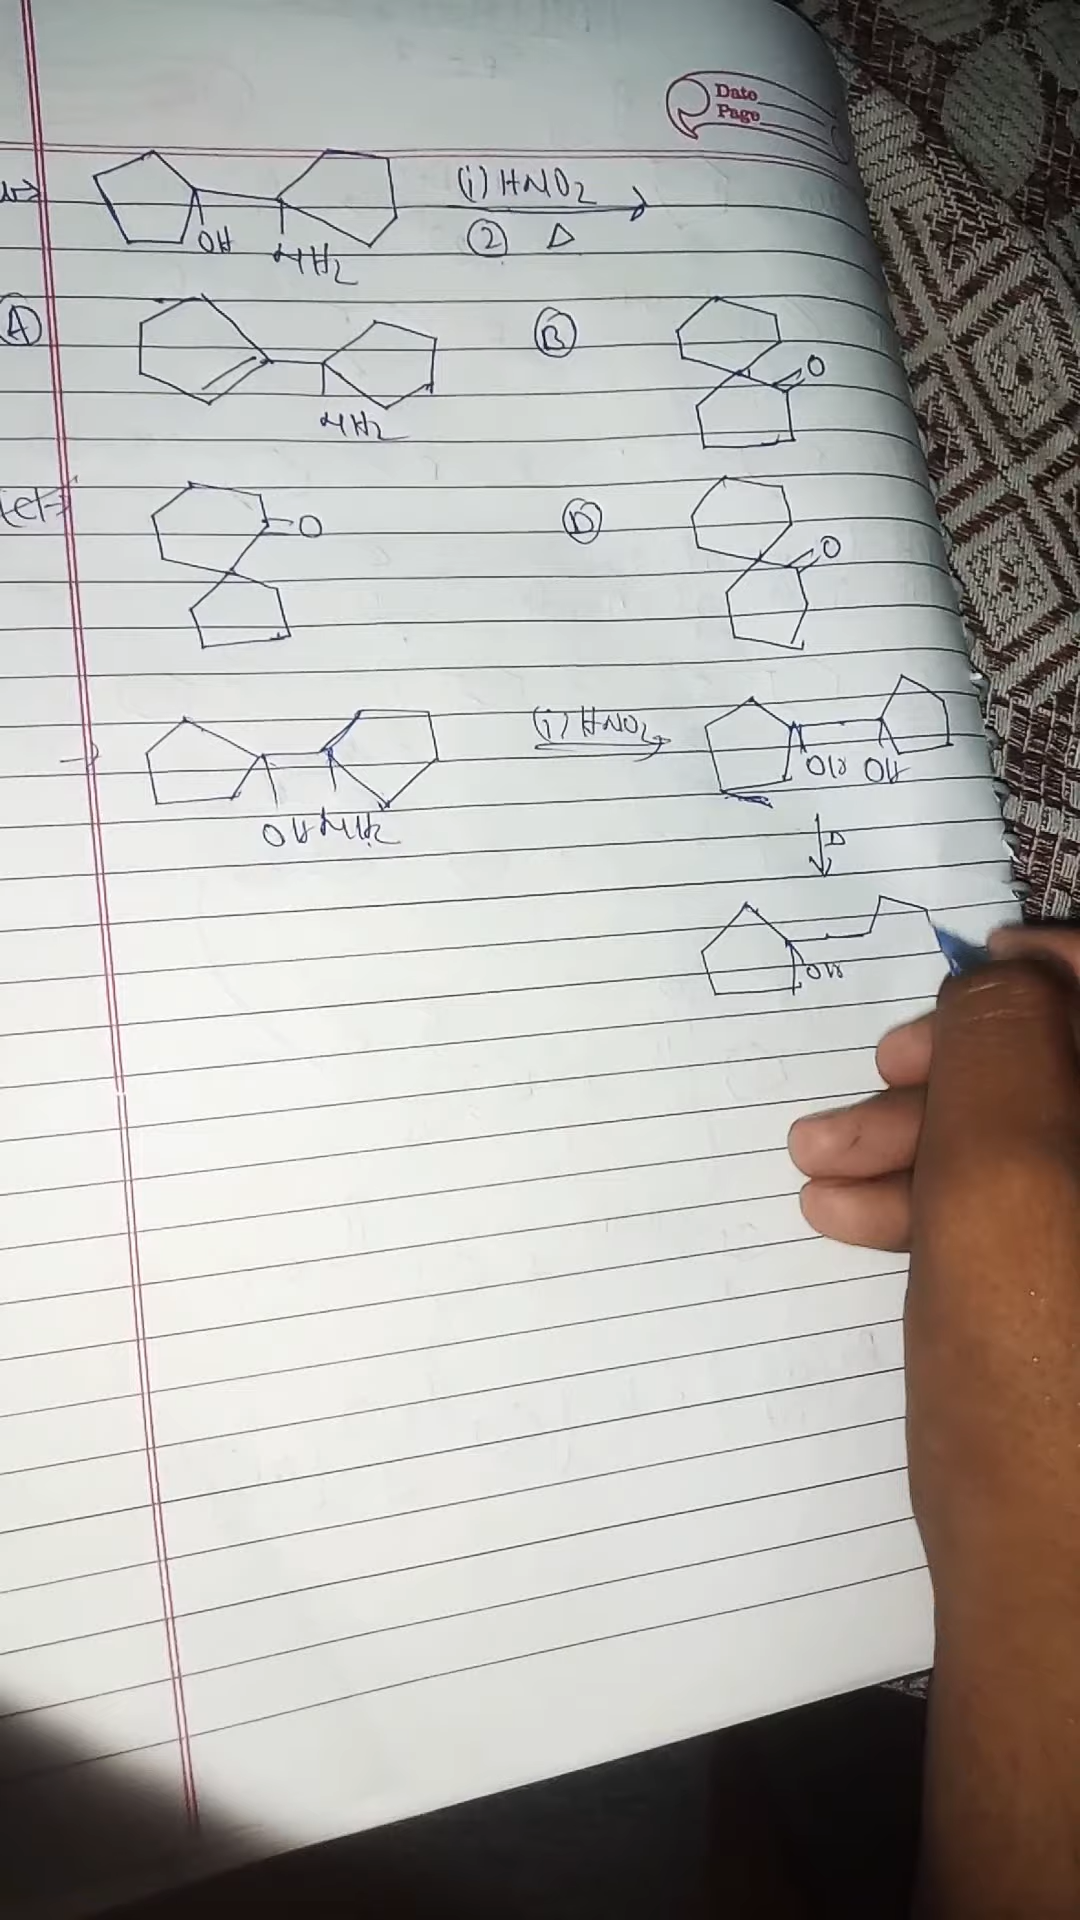 Date
Page
(i) HNO2
OH
NH2
② Δ
Ⓐ
NH2
Ⓑ
O
O
Ⓓ
O
OH NH2
(i) HNO2
OH OH
Δ
OH